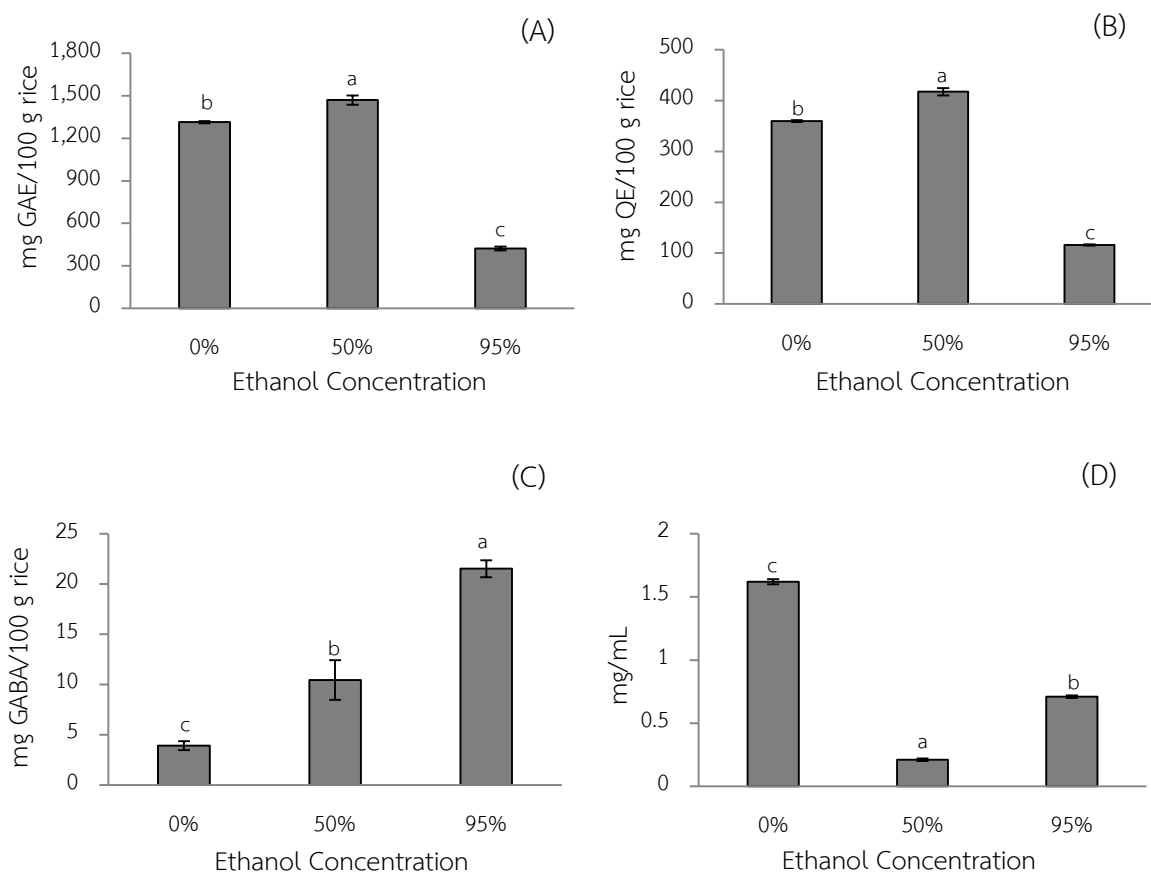 (A)
mg GAE/100 g rice
1,800
1,500
1,200
900
600
300
0
b
a
c
0% 50% 95%
Ethanol Concentration
(B)
mg QE/100 g rice
500
400
300
200
100
0
b
a
c
0% 50% 95%
Ethanol Concentration
(C)
mg GABA/100 g rice
25
20
15
10
5
0
c
b
a
0% 50% 95%
Ethanol Concentration
(D)
mg/mL
2
1.5
1
0.5
0
c
a
b
0% 50% 95%
Ethanol Concentration